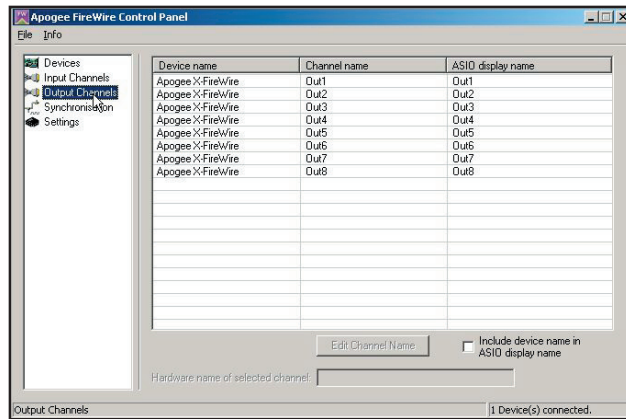 Apogee FireWire Control Panel
File Info
Devices
Input Channels
Output Channels
Synchronisation
Settings
Device name Channel name ASIO display name
Apogee X-FireWire Out1 Out1
Apogee X-FireWire Out2 Out2
Apogee X-FireWire Out3 Out3
Apogee X-FireWire Out4 Out4
Apogee X-FireWire Out5 Out5
Apogee X-FireWire Out6 Out6
Apogee X-FireWire Out7 Out7
Apogee X-FireWire Out8 Out8
Edit Channel Name
Include device name in
ASIO display name
Hardware name of selected channel:
Output Channels 1 Device(s) connected.